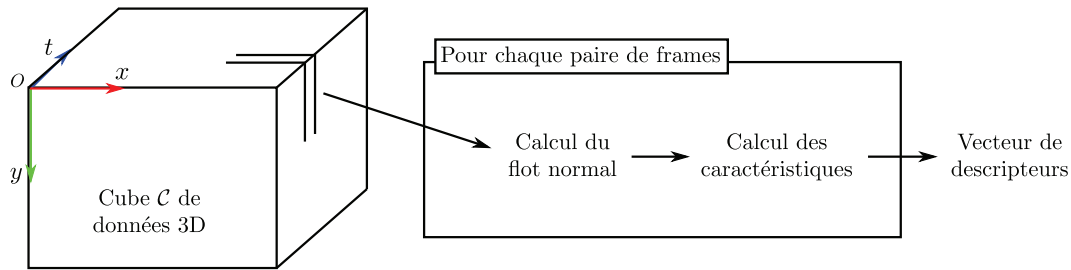 t
O
x
y
Cube C de
données 3D
Pour chaque paire de frames
Calcul du
flot normal
Calcul des
caractéristiques
Vecteur de
descripteurs